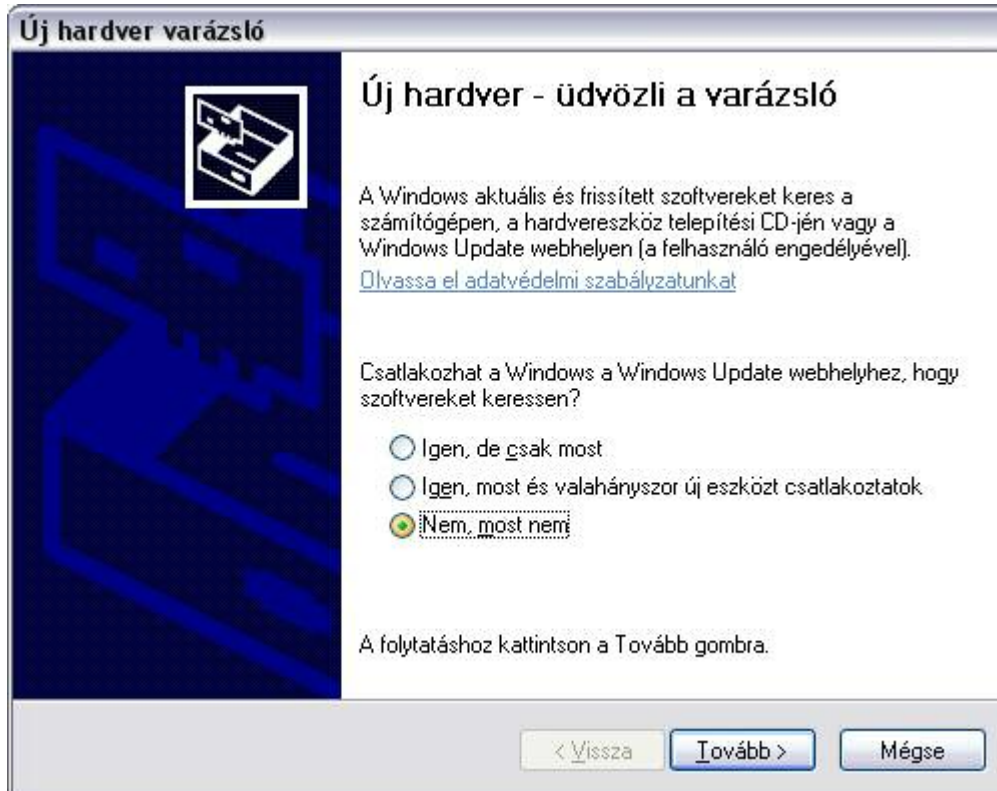 Új hardver varázsló
Új hardver - üdvözli a varázsló
A Windows aktuális és frissített szoftvereket keres a
számítógépen, a hardvereszköz telepítési CD-jén vagy a
Windows Update webhelyen (a felhasználó engedélyével).
Olvassa el adatvédelmi szabályzatunkat
Csatlakozhat a Windows a Windows Update webhelyhez, hogy
szoftvereket keressen?
Igen, de csak most
Igen, most és valahányszor új eszközt csatlakoztatok
Nem, most nem
A folytatáshoz kattintson a Tovább gombra.
< Vissza Tovább > Mégse